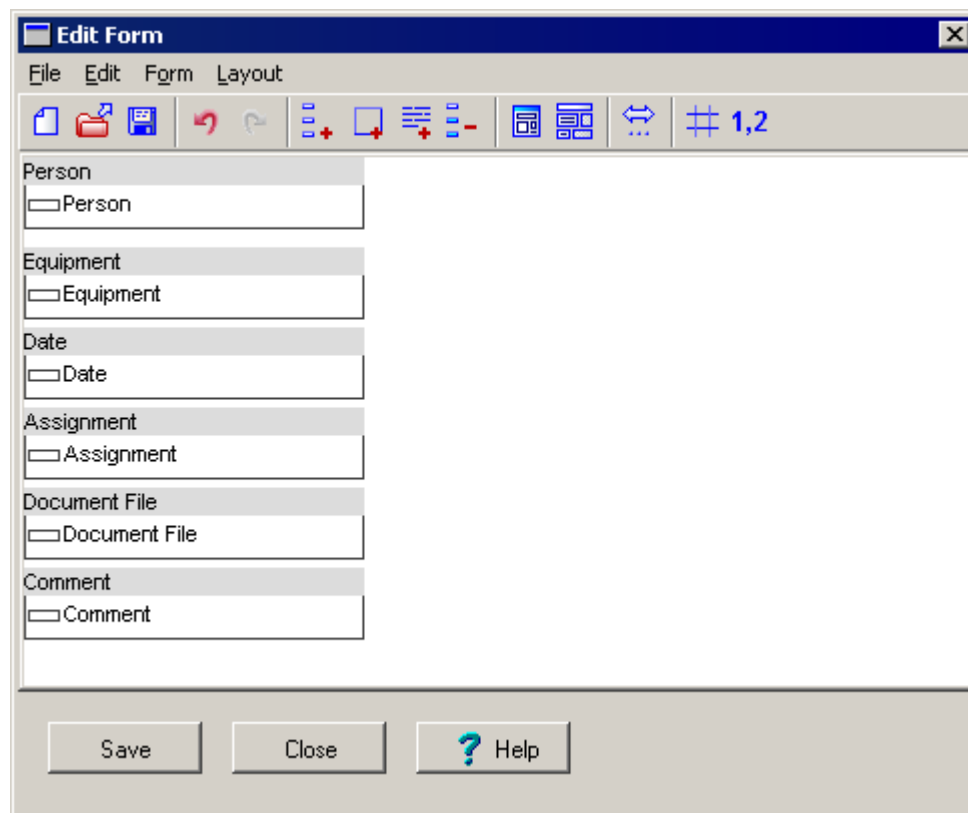 Edit Form
File Edit Form Layout
1,2
Person
Person
Equipment
Equipment
Date
Date
Assignment
Assignment
Document File
Document File
Comment
Comment
Save Close ? Help